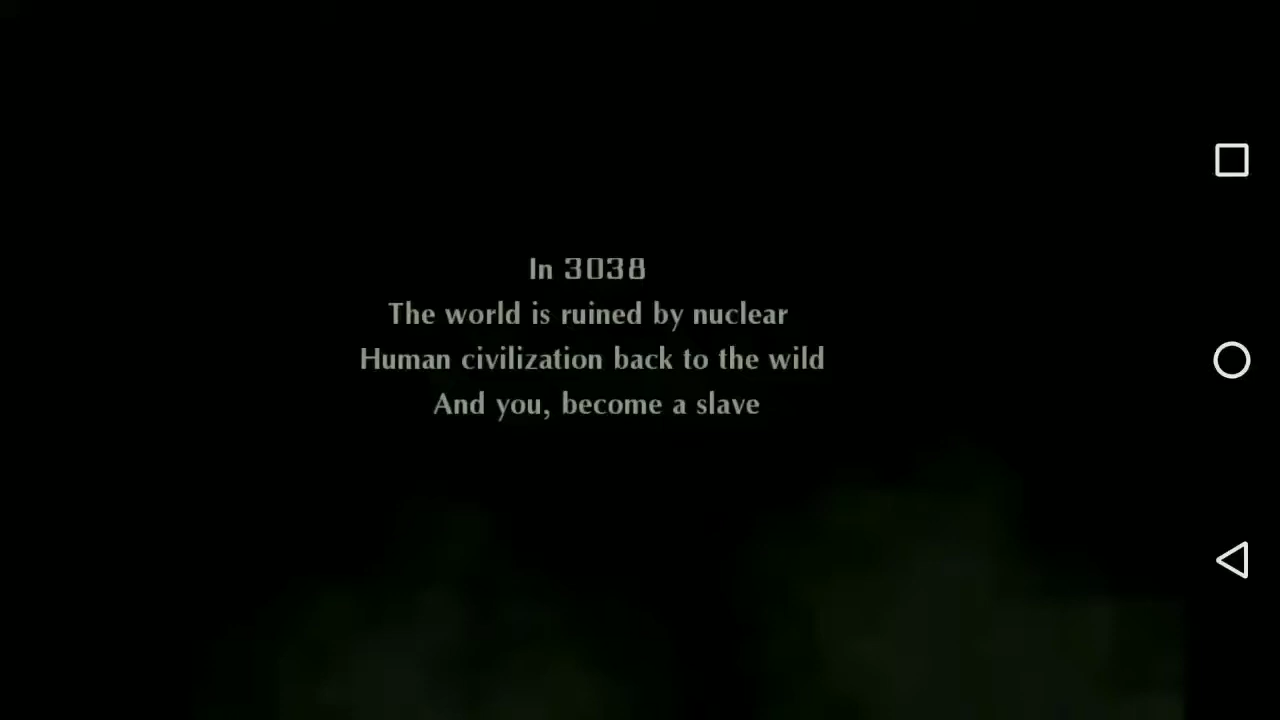 In 3038
The world is ruined by nuclear
Human civilization back to the wild
And you, become a slave